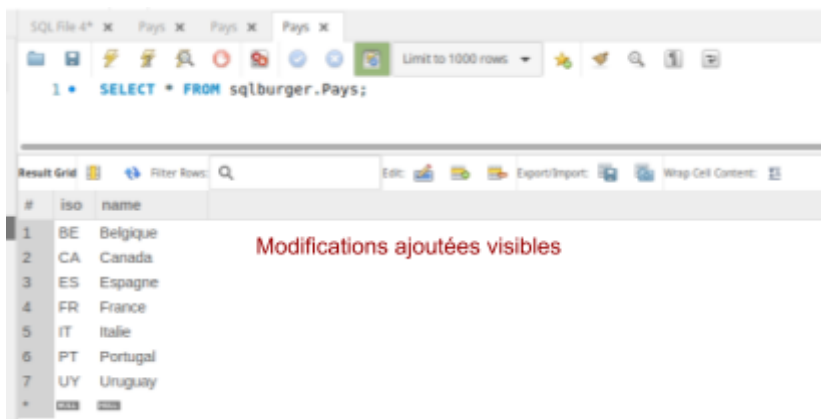 SQL File 4* Pays Pays Pays
Limit to 1000 rows
1 SELECT * FROM sqlburger.Pays;
Result Grid Filter Rows: Edit: Export/Import: Wrap Cell Content:
# iso name
1 BE Belgique
2 CA Canada
3 ES Espagne
4 FR France
5 IT Italie
6 PT Portugal
7 UY Uruguay
* NULL NULL
Modifications ajoutées visibles